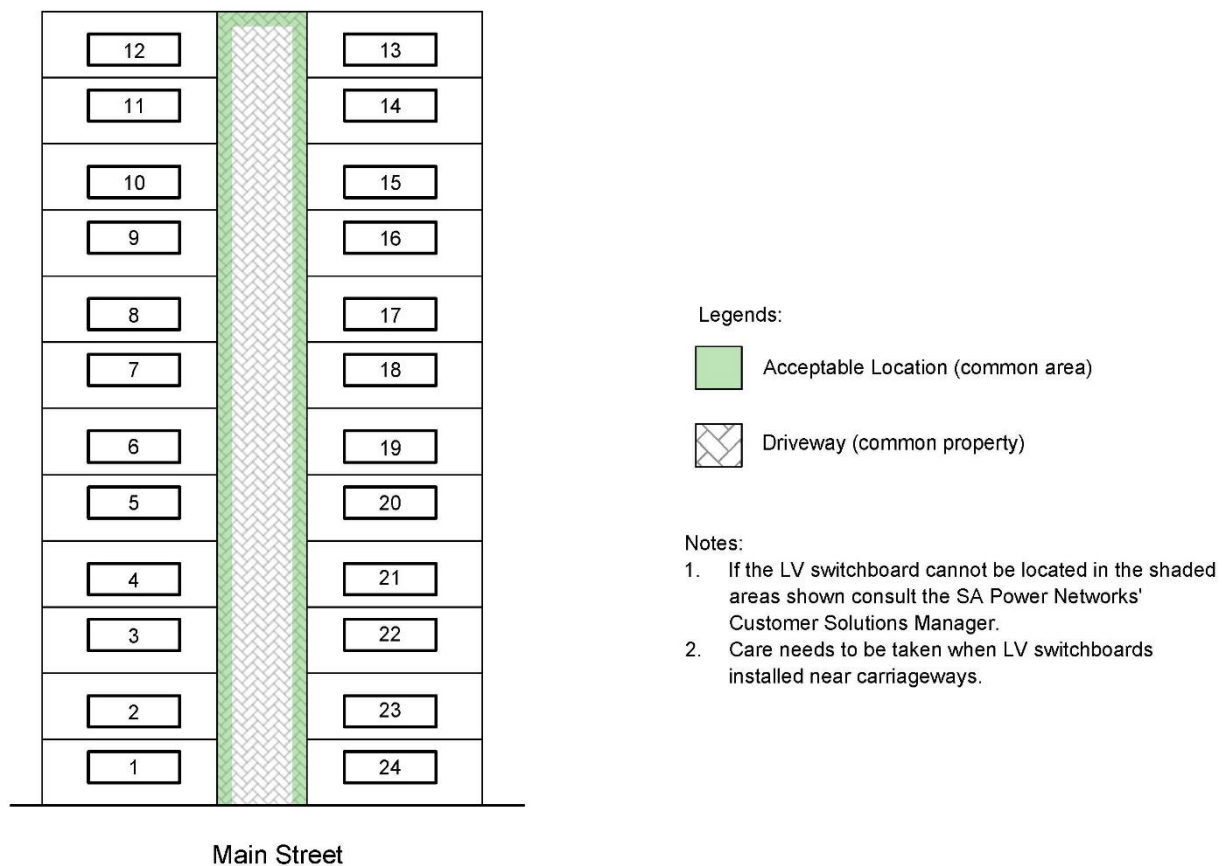 12 13
11 14
10 15
9 16
8 17
7 18
6 19
5 20
4 21
3 22
2 23
1 24
Main Street
Legends:
Acceptable Location (common area)
Driveway (common property)
Notes:
1. If the LV switchboard cannot be located in the shaded
areas shown consult the SA Power Networks'
Customer Solutions Manager.
2. Care needs to be taken when LV switchboards
installed near carriageways.